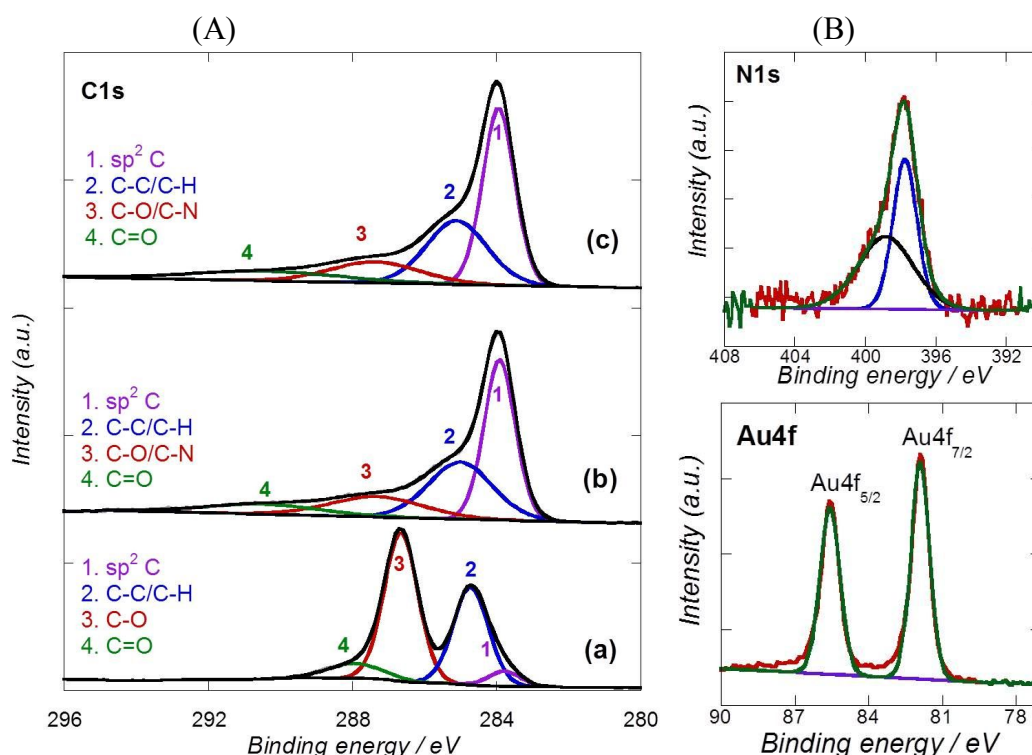 (A)
C1s
1. sp² C
2. C-C/C-H
3. C-O/C-N
4. C=O
1
2
3
4
(c)
1. sp² C
2. C-C/C-H
3. C-O/C-N
4. C=O
1
2
3
4
(b)
1. sp² C
2. C-C/C-H
3. C-O
4. C=O
3
2
4
1
(a)
Intensity (a.u.)
296 292 288 284 280
Binding energy / eV
(B)
N1s
Intensity (a.u.)
408 404 400 396 392
Binding energy / eV
Au4f
Au4f7/2
Au4f5/2
Intensity (a.u.)
90 87 84 81 78
Binding energy / eV